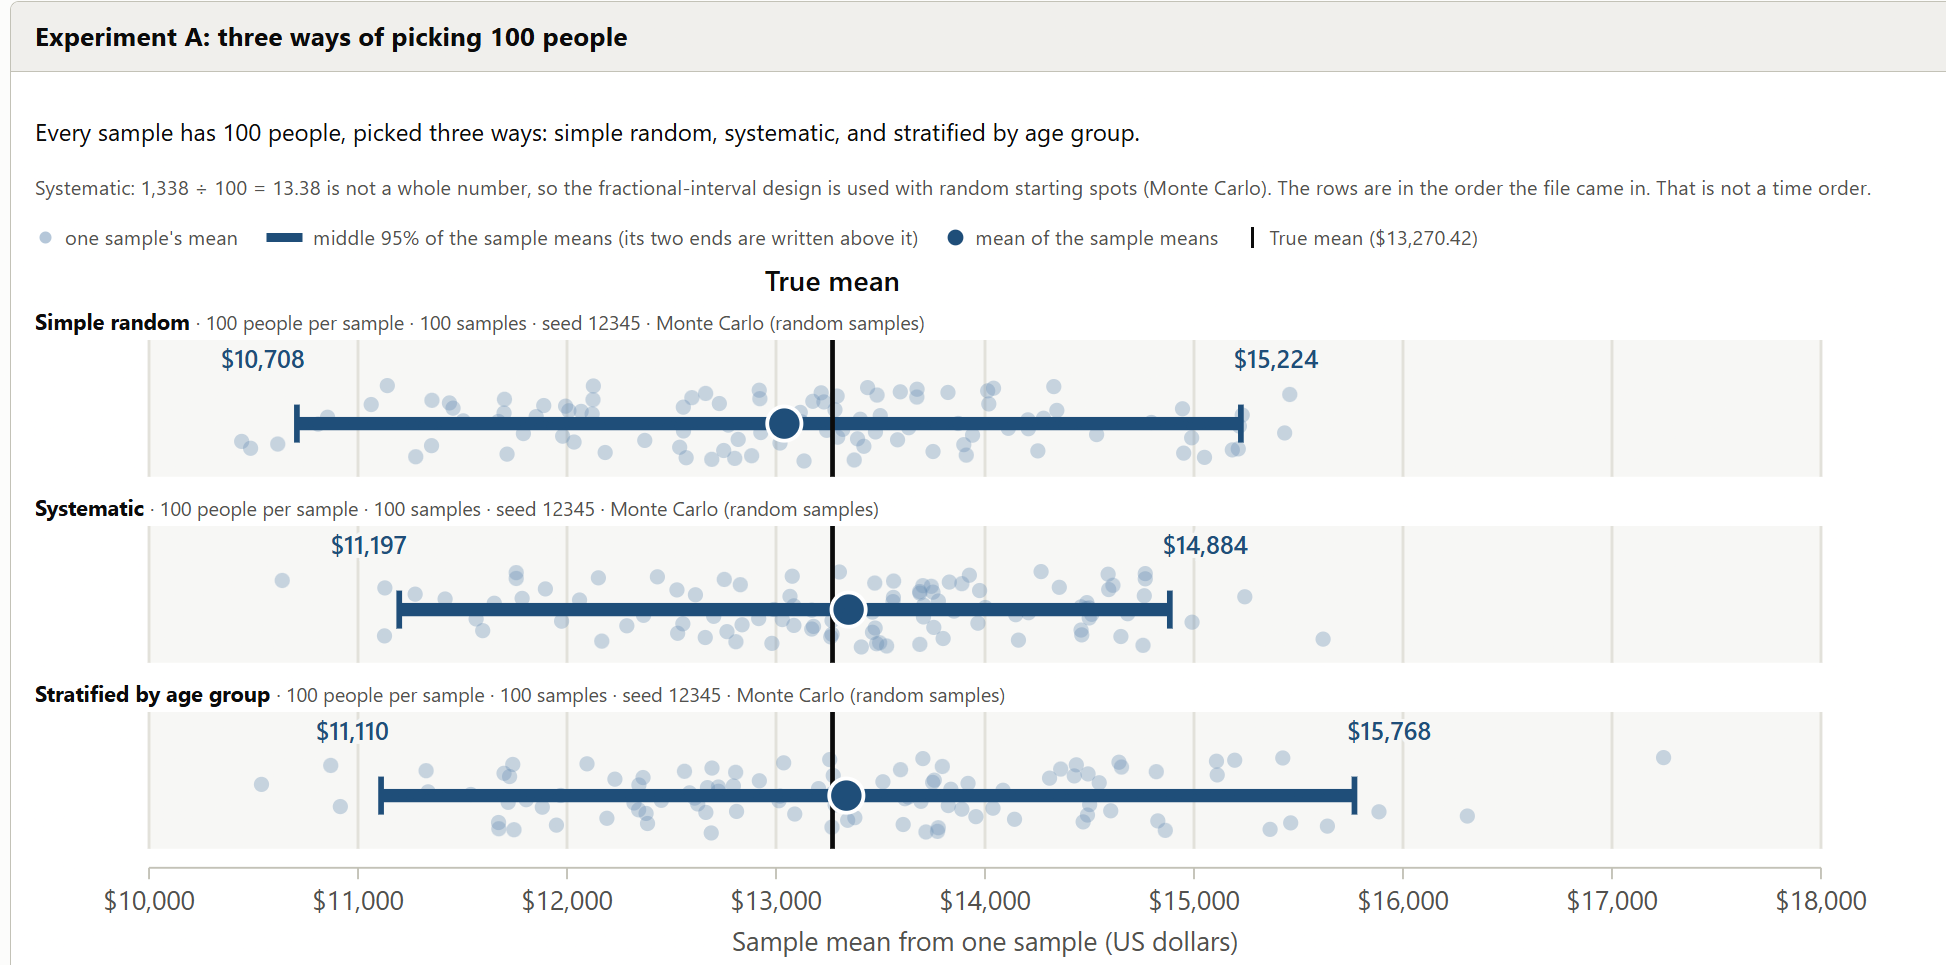 Experiment A: three ways of picking 100 people
Every sample has 100 people, picked three ways: simple random, systematic, and stratified by age group.
Systematic: 1,338 ÷ 100 = 13.38 is not a whole number, so the fractional-interval design is used with random starting spots (Monte Carlo). The rows are in the order the file came in. That is not a time order.
one sample's mean middle 95% of the sample means (its two ends are written above it) mean of the sample means True mean ($13,270.42)
True mean
Simple random · 100 people per sample · 100 samples · seed 12345 · Monte Carlo (random samples)
$10,708 $15,224
Systematic · 100 people per sample · 100 samples · seed 12345 · Monte Carlo (random samples)
$11,197 $14,884
Stratified by age group · 100 people per sample · 100 samples · seed 12345 · Monte Carlo (random samples)
$11,110 $15,768
$10,000 $11,000 $12,000 $13,000 $14,000 $15,000 $16,000 $17,000 $18,000
Sample mean from one sample (US dollars)